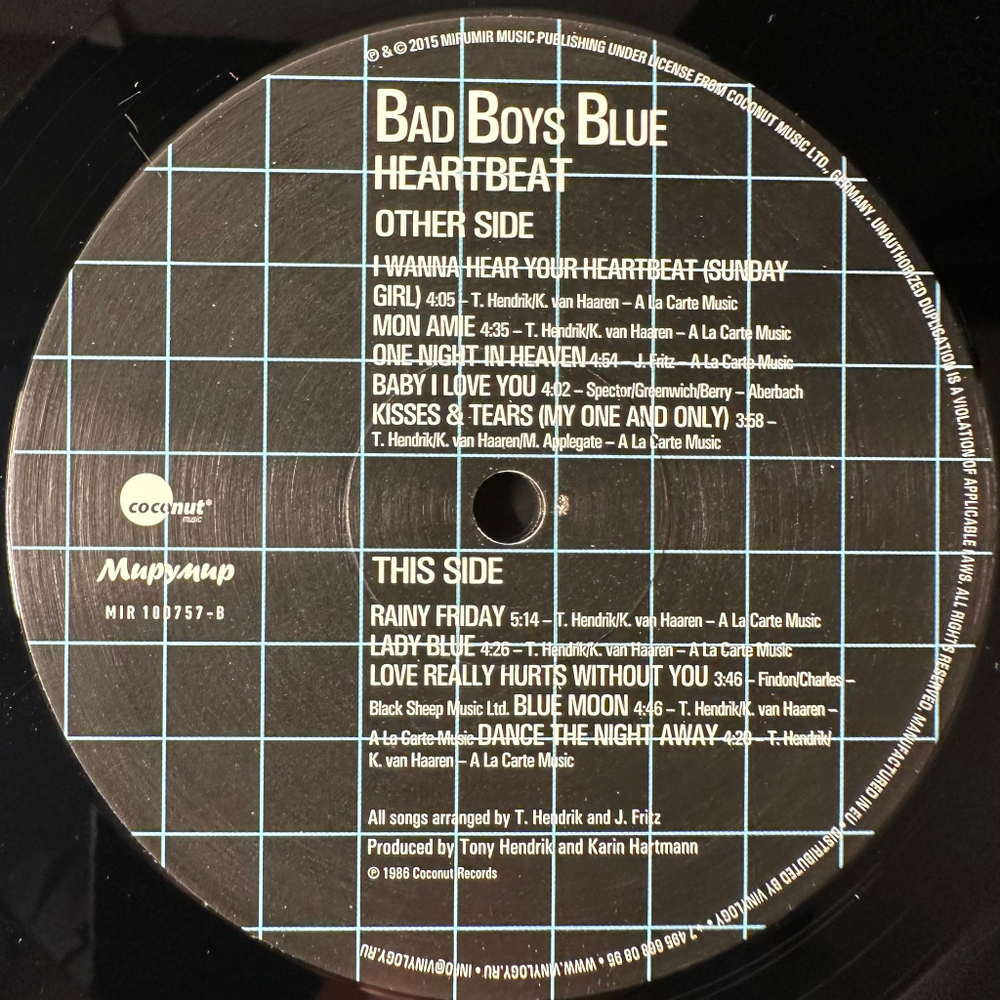 ℗ & © 2015 MIRUMIR MUSIC PUBLISHING UNDER LICENSE FROM COCONUT MUSIC LTD., GERMANY. UNAUTHORIZED DUPLICATION IS A VIOLATION OF APPLICABLE LAWS. ALL RIGHTS RESERVED. MANUFACTURED IN EU • DISTRIBUTED BY VINYLOGY • +7 495 669 08 95 • WWW.VINYLOGY.RU • INFO@VINYLOGY.RU
BAD BOYS BLUE
HEARTBEAT
OTHER SIDE
I WANNA HEAR YOUR HEARTBEAT (SUNDAY
GIRL) 4:05 – T. Hendrik/K. van Haaren – A La Carte Music
MON AMIE 4:35 – T. Hendrik/K. van Haaren – A La Carte Music
ONE NIGHT IN HEAVEN 4:54 – J. Fritz – A La Carte Music
BABY I LOVE YOU 4:02 – Spector/Greenwich/Berry – Aberbach
KISSES & TEARS (MY ONE AND ONLY) 3:58 –
T. Hendrik/K. van Haaren/M. Applegate – A La Carte Music
coconut®
music
Мирумир
MIR 100757-B
THIS SIDE
RAINY FRIDAY 5:14 – T. Hendrik/K. van Haaren – A La Carte Music
LADY BLUE 4:26 – T. Hendrik/K. van Haaren – A La Carte Music
LOVE REALLY HURTS WITHOUT YOU 3:46 – Findon/Charles –
Black Sheep Music Ltd. BLUE MOON 4:46 – T. Hendrik/K. van Haaren –
A La Carte Music DANCE THE NIGHT AWAY 4:20 – T. Hendrik/
K. van Haaren – A La Carte Music
All songs arranged by T. Hendrik and J. Fritz
Produced by Tony Hendrik and Karin Hartmann
℗ 1986 Coconut Records